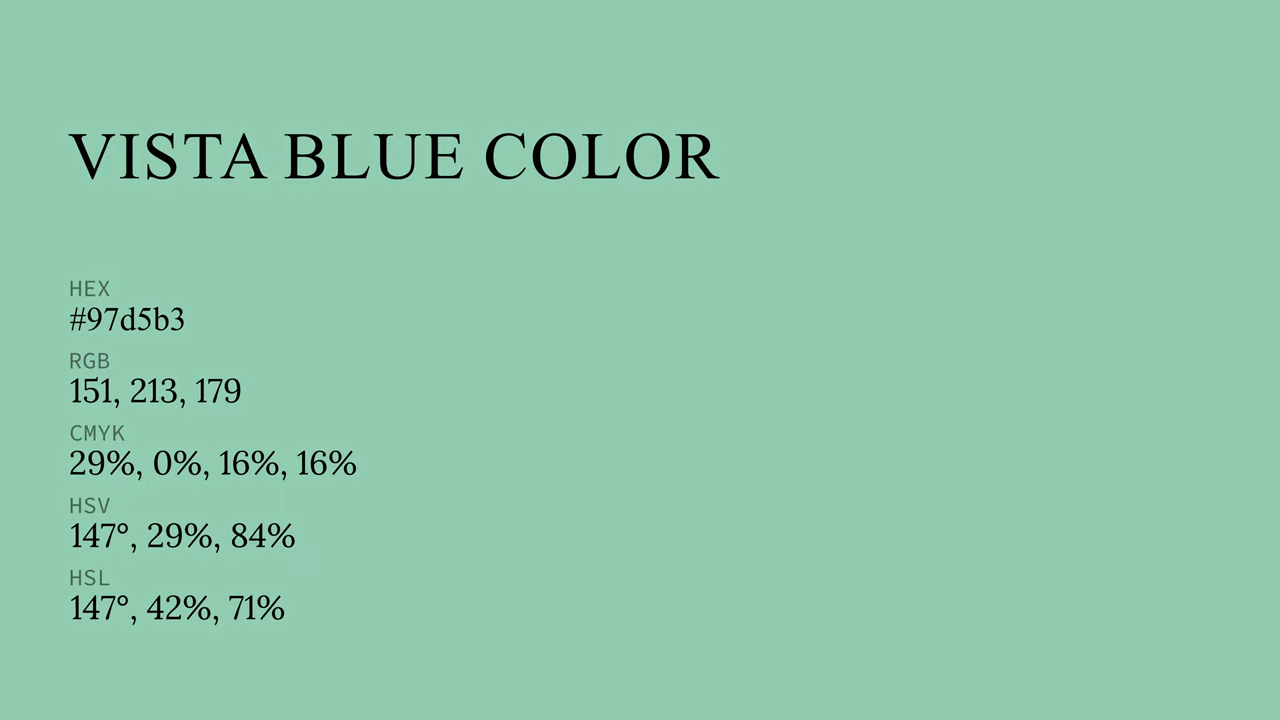 VISTA BLUE COLOR
HEX
#97d5b3
RGB
151, 213, 179
CMYK
29%, 0%, 16%, 16%
HSV
147°, 29%, 84%
HSL
147°, 42%, 71%